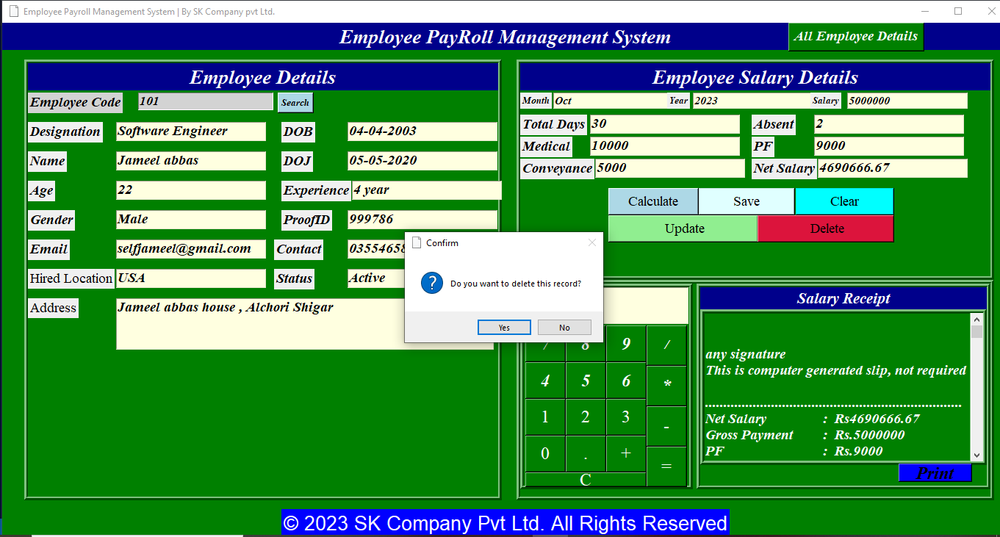 Employee Payroll Management System | By SK Company pvt Ltd.
Employee PayRoll Management System
All Employee Details
Employee Details
Employee Code 101 Search
Designation Software Engineer DOB 04-04-2003
Name Jameel abbas DOJ 05-05-2020
Age 22 Experience 4 year
Gender Male ProofID 999786
Email selfjameel@gmail.com Contact
Hired Location USA Status Active
Address Jameel abbas house , Alchori Shigar
Employee Salary Details
Month Oct Year 2023 Salary 5000000
Total Days 30 Absent 2
Medical 10000 PF 9000
Conveyance 5000 Net Salary 4690666.67
Calculate Save Clear
Update Delete
Confirm
Do you want to delete this record?
Yes No
7 8 9 /
4 5 6 *
1 2 3 -
0 . + =
C
Salary Receipt
any signature
This is computer generated slip, not required
Net Salary : Rs4690666.67
Gross Payment : Rs.5000000
PF : Rs.9000
Print
© 2023 SK Company Pvt Ltd. All Rights Reserved